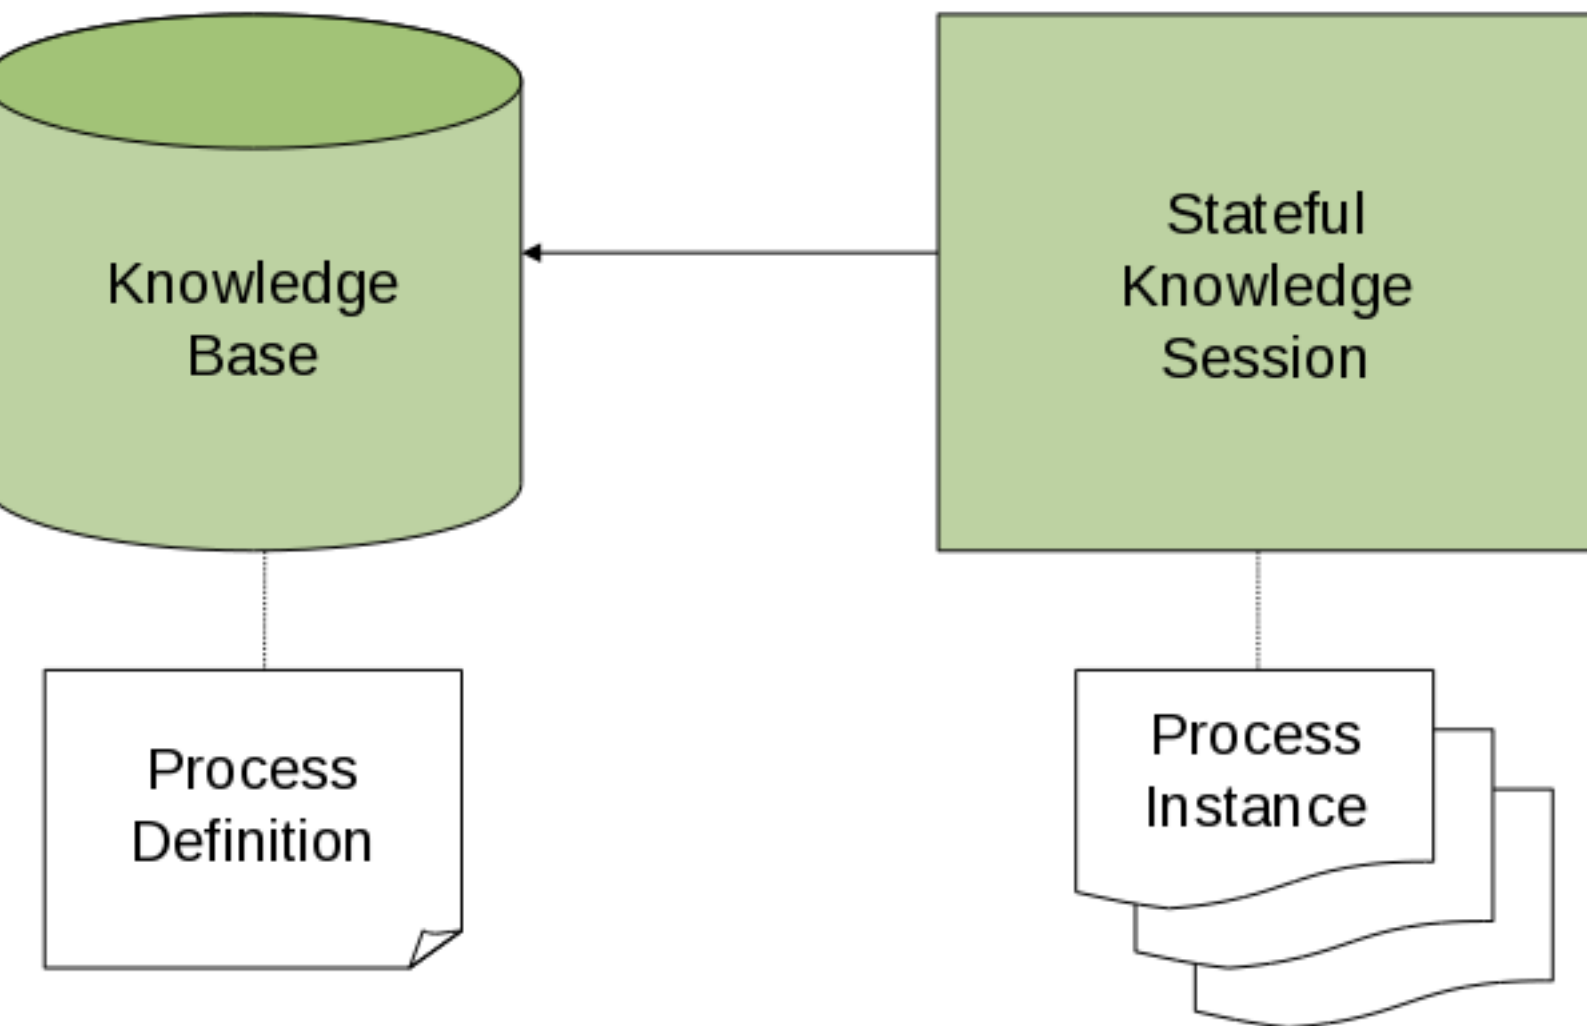 Knowledge
Base
Stateful
Knowledge
Session
Process
Definition
Process
Instance